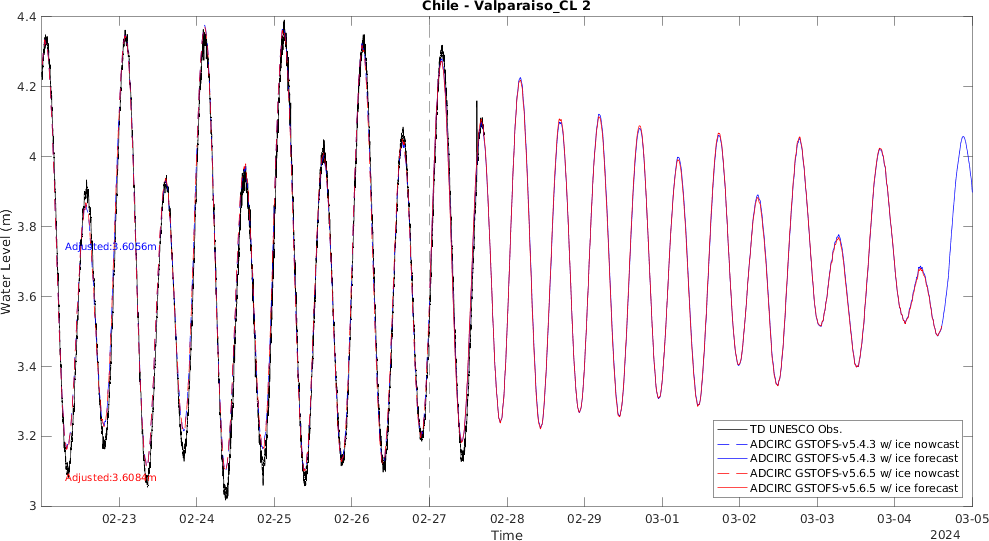 Chile - Valparaiso_CL 2
4.4
4.2
4
3.8
3.6
3.4
3.2
3
Water Level (m)
Adjusted:3.6056m
Adjusted:3.6084m
TD UNESCO Obs.
ADCIRC GSTOFS-v5.4.3 w/ ice nowcast
ADCIRC GSTOFS-v5.4.3 w/ ice forecast
ADCIRC GSTOFS-v5.6.5 w/ ice nowcast
ADCIRC GSTOFS-v5.6.5 w/ ice forecast
02-23 02-24 02-25 02-26 02-27 02-28 02-29 03-01 03-02 03-03 03-04 03-05
Time
2024